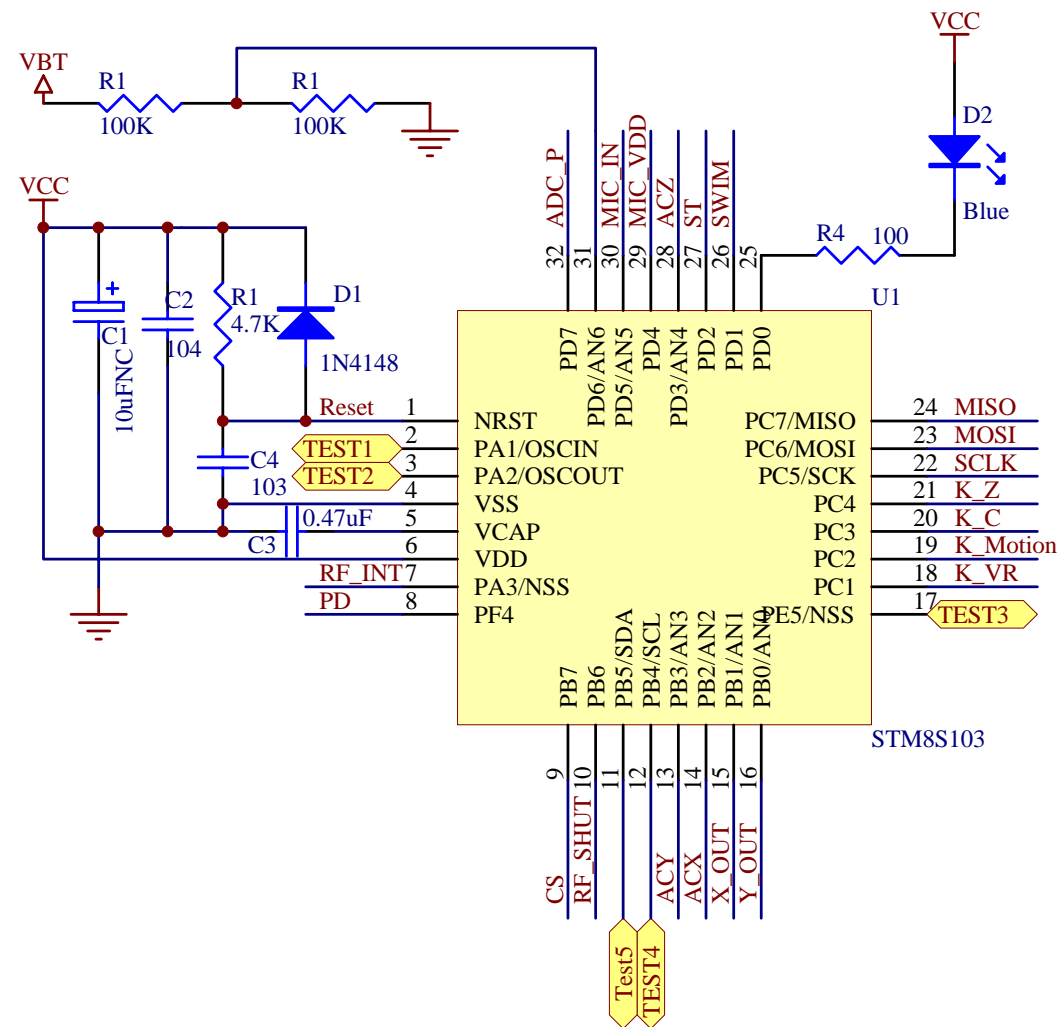 VBT
R1
100K
R1
100K
VCC
D2
Blue
R4 100
VCC
C1
10uFNC
C2
104
R1
4.7K
D1
1N4148
C4
103
C3
0.47uF
ADC_P
MIC_IN
MIC_VDD
ACZ
ST
SWIM
32
31
30
29
28
27
26
25
U1
PD7
PD6/AN6
PD5/AN5
PD4
PD3/AN4
PD2
PD1
PD0
Reset 1 NRST
TEST1 2 PA1/OSCIN
TEST2 3 PA2/OSCOUT
4 VSS
5 VCAP
6 VDD
RF_INT 7 PA3/NSS
PD 8 PF4
PC7/MISO 24 MISO
PC6/MOSI 23 MOSI
PC5/SCK 22 SCLK
PC4 21 K_Z
PC3 20 K_C
PC2 19 K_Motion
PC1 18 K_VR
PE5/NSS 17 TEST3
PB7
PB6
PB5/SDA
PB4/SCL
PB3/AN3
PB2/AN2
PB1/AN1
PB0/AN0
STM8S103
9
10
11
12
13
14
15
16
CS
RF_SHUT
ACY
ACX
X_OUT
Y_OUT
Test5
TEST4